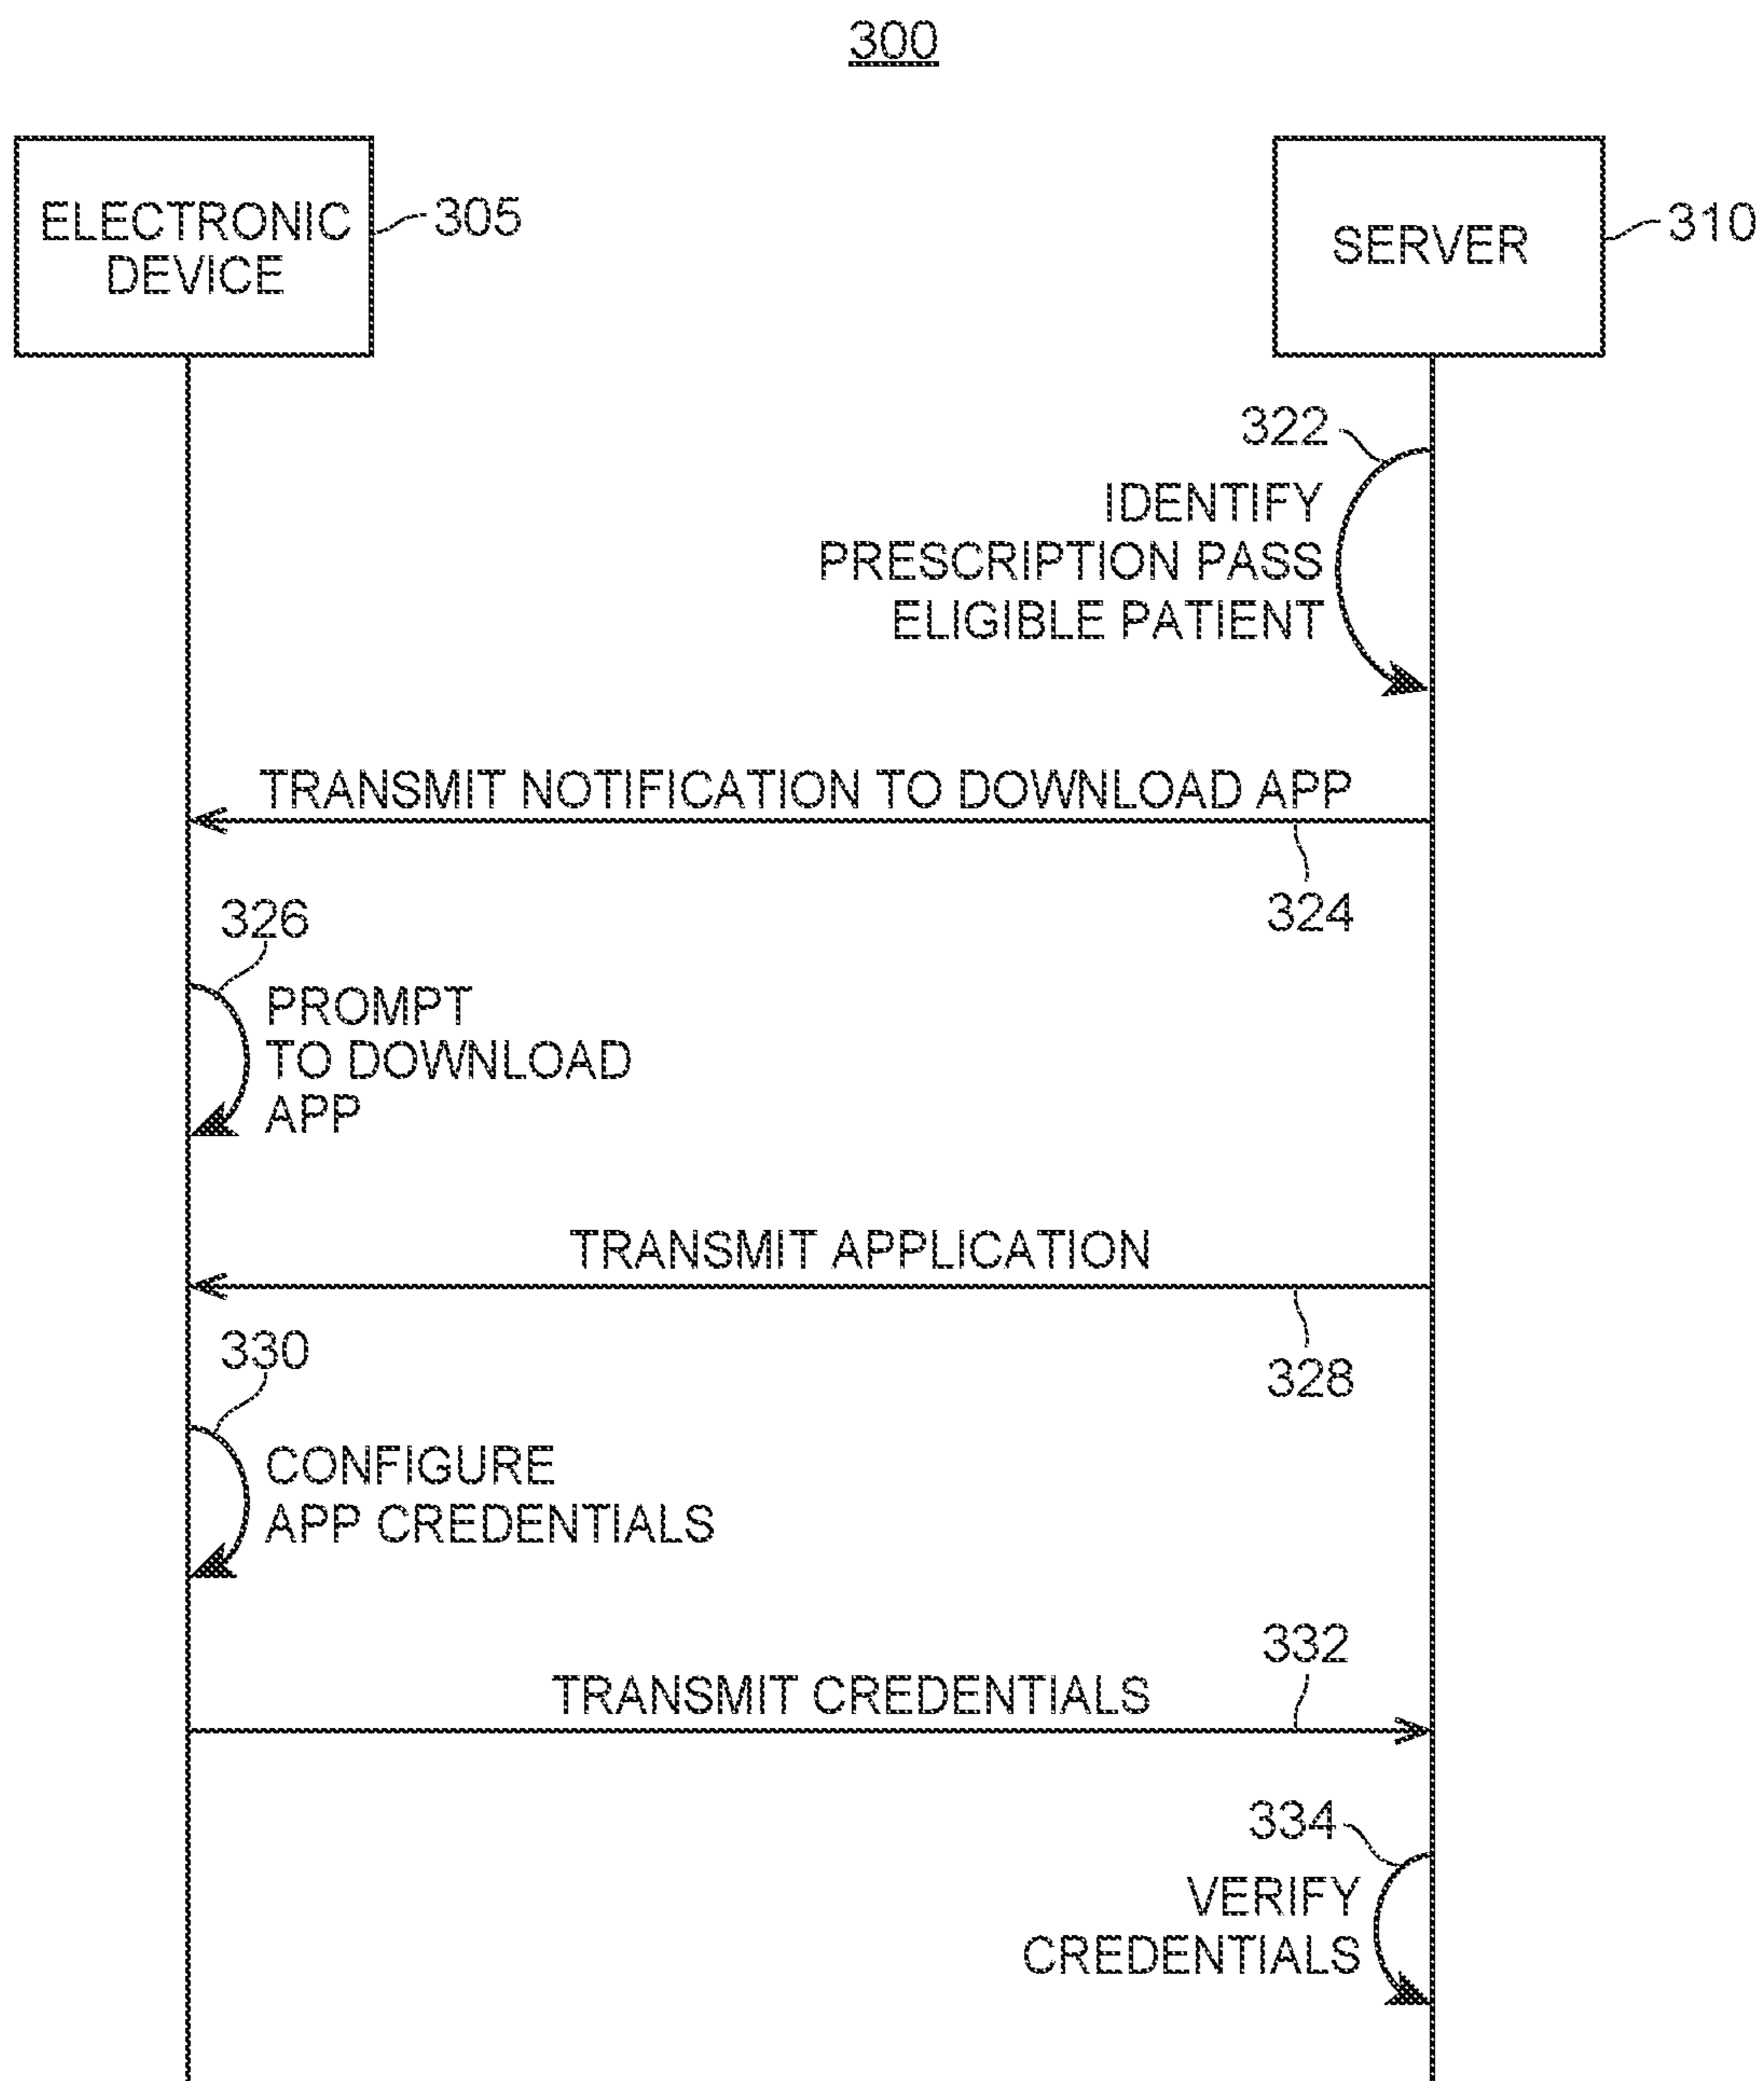 300
ELECTRONIC
DEVICE
305
SERVER
310
322
IDENTIFY
PRESCRIPTION PASS
ELIGIBLE PATIENT
TRANSMIT NOTIFICATION TO DOWNLOAD APP
324
326
PROMPT
TO DOWNLOAD
APP
TRANSMIT APPLICATION
328
330
CONFIGURE
APP CREDENTIALS
332
TRANSMIT CREDENTIALS
334
VERIFY
CREDENTIALS